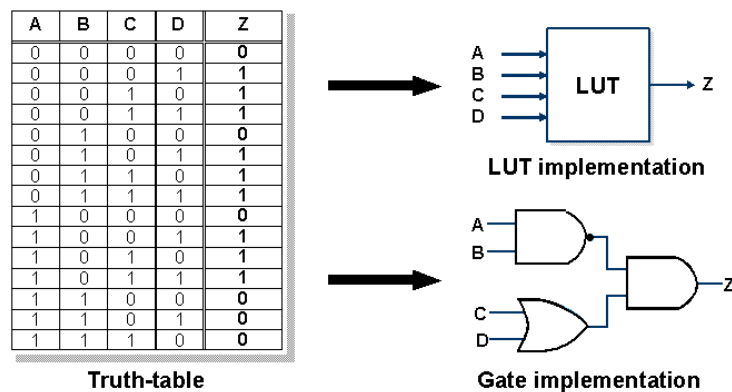 A B C D Z
0 0 0 0 0
0 0 0 1 1
0 0 1 0 1
0 0 1 1 1
0 1 0 0 0
0 1 0 1 1
0 1 1 0 1
0 1 1 1 1
1 0 0 0 0
1 0 0 1 1
1 0 1 0 1
1 0 1 1 1
1 1 0 0 0
1 1 0 1 0
1 1 1 0 0
Truth-table
A
B
C
D
LUT
Z
LUT implementation
A
B
C
D
Z
Gate implementation